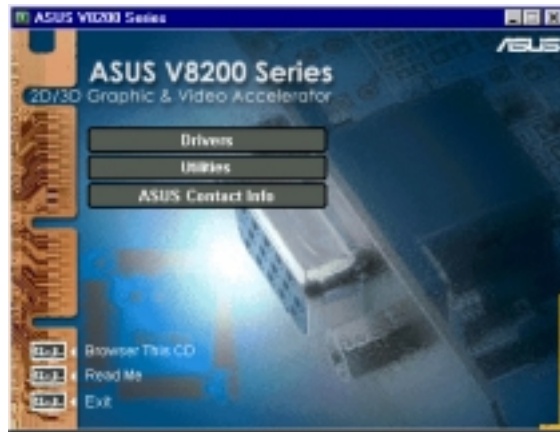 ASUS V8200 Series
ASUS
ASUS V8200 Series
2D/3D Graphic & Video Accelerator
Drivers
Utilities
ASUS Contact Info
Browser This CD
Read Me
Exit